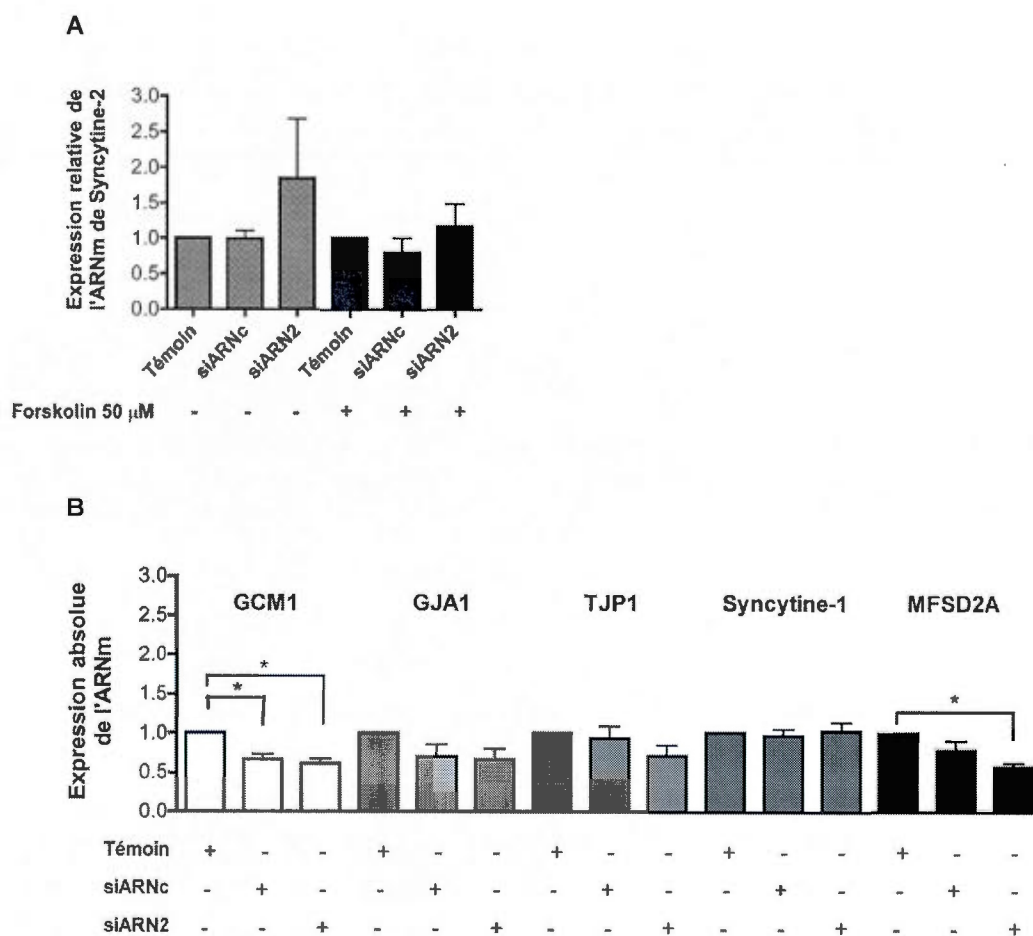 A
Expression relative de
l'ARNm de Syncytine-2
3.0
2.5
2.0
1.5
1.0
0.5
0.0
Témoin
siARNc
siARN2
Témoin
siARNc
siARN2
Forskolin 50 µM - - - + + +
B
Expression absolue
de l'ARNm
3.0
2.5
2.0
1.5
1.0
0.5
0.0
GCM1 GJA1 TJP1 Syncytine-1 MFSD2A
*
*
*
Témoin + - - + - - + - - + - - + - -
siARNc - + - - + - - + - - + - - + -
siARN2 - - + - - + - - + - - + - - +